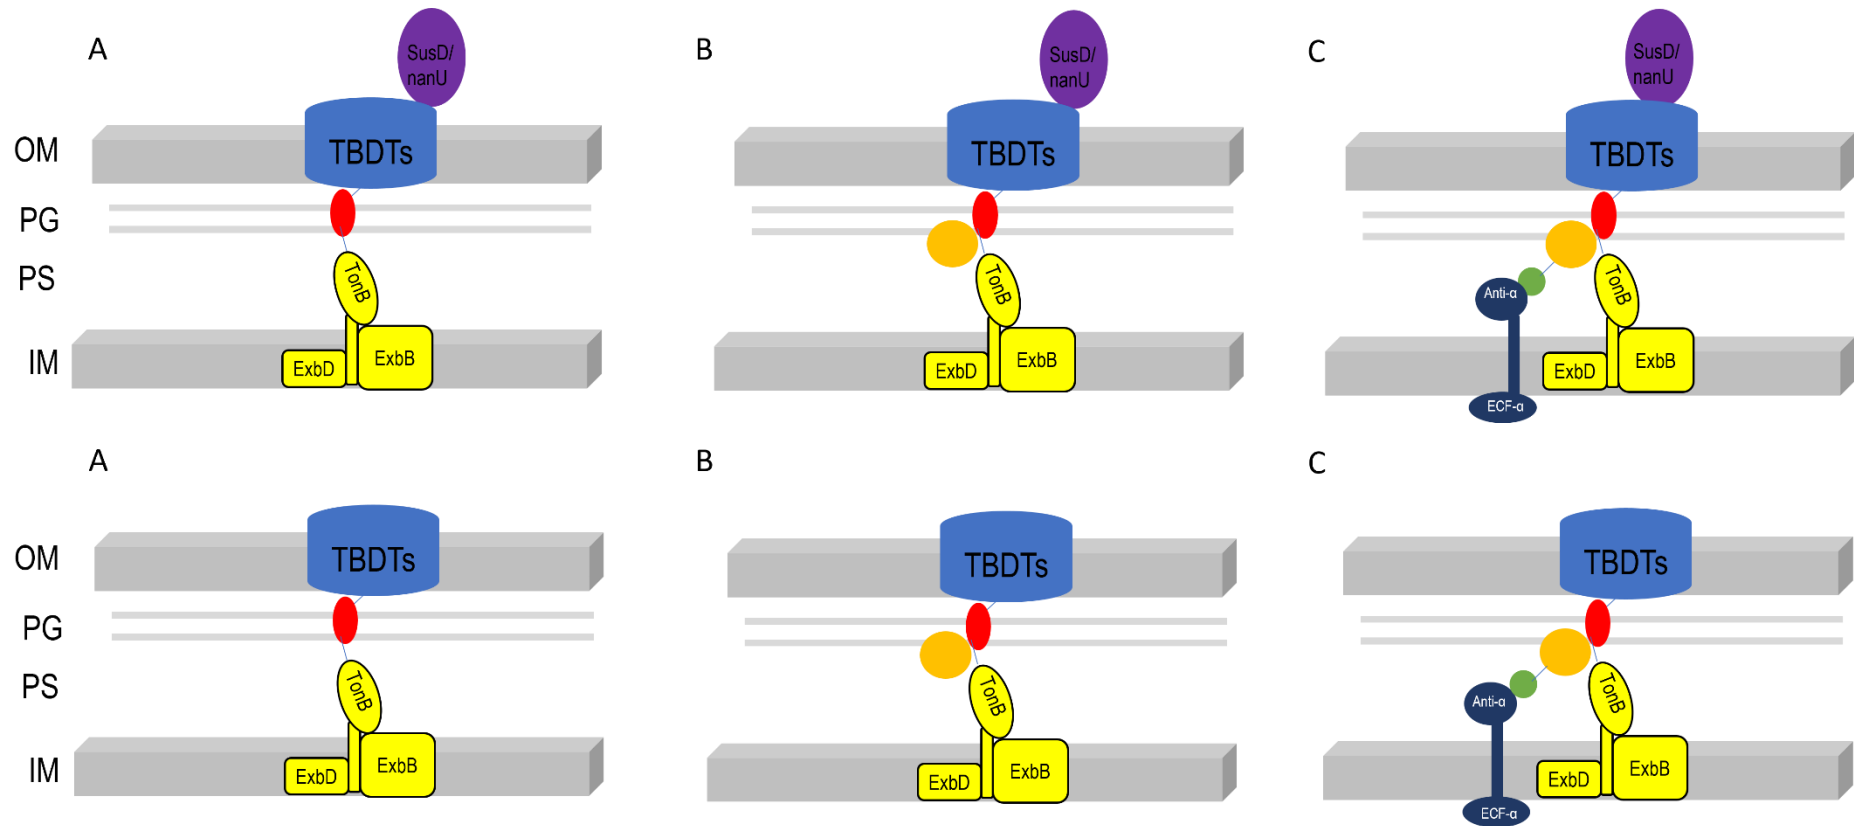 A
B
C
SusD/
nanU
SusD/
nanU
SusD/
nanU
OM
TBDTs
TBDTs
TBDTs
PG
PS
TonB
TonB
Anti-α
TonB
IM
ExbD
ExbB
ExbD
ExbB
ExbD
ExbB
ECF-α
A
B
C
OM
TBDTs
TBDTs
TBDTs
PG
PS
TonB
TonB
Anti-α
TonB
IM
ExbD
ExbB
ExbD
ExbB
ExbD
ExbB
ECF-α